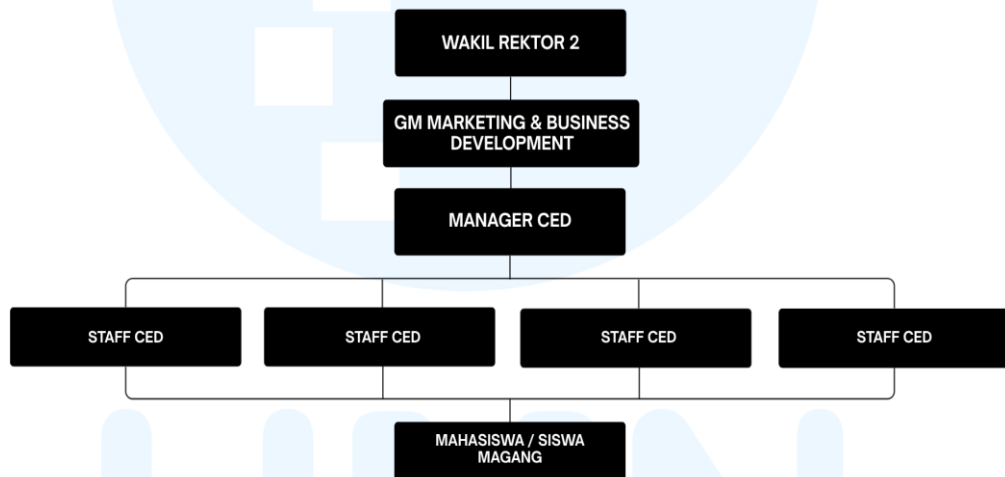 WAKIL REKTOR 2
GM MARKETING & BUSINESS
DEVELOPMENT
MANAGER CED
STAFF CED
STAFF CED
STAFF CED
STAFF CED
MAHASISWA / SISWA
MAGANG